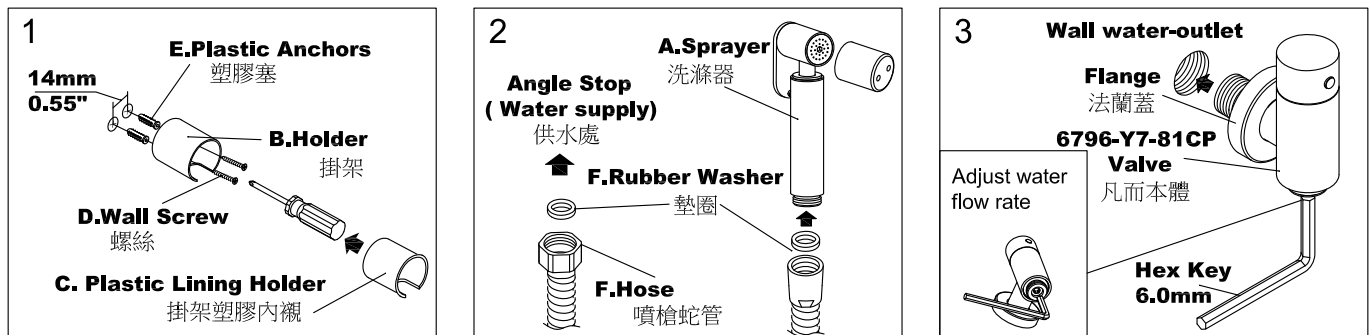 1
E.Plastic Anchors
塑膠塞
14mm
0.55"
B.Holder
掛架
D.Wall Screw
螺絲
C. Plastic Lining Holder
掛架塑膠內襯
2
A.Sprayer
洗滌器
Angle Stop
( Water supply)
供水處
F.Rubber Washer
墊圈
F.Hose
噴槍蛇管
3
Wall water-outlet
Flange
法蘭蓋
6796-Y7-81CP
Valve
凡而本體
Adjust water
flow rate
Hex Key
6.0mm